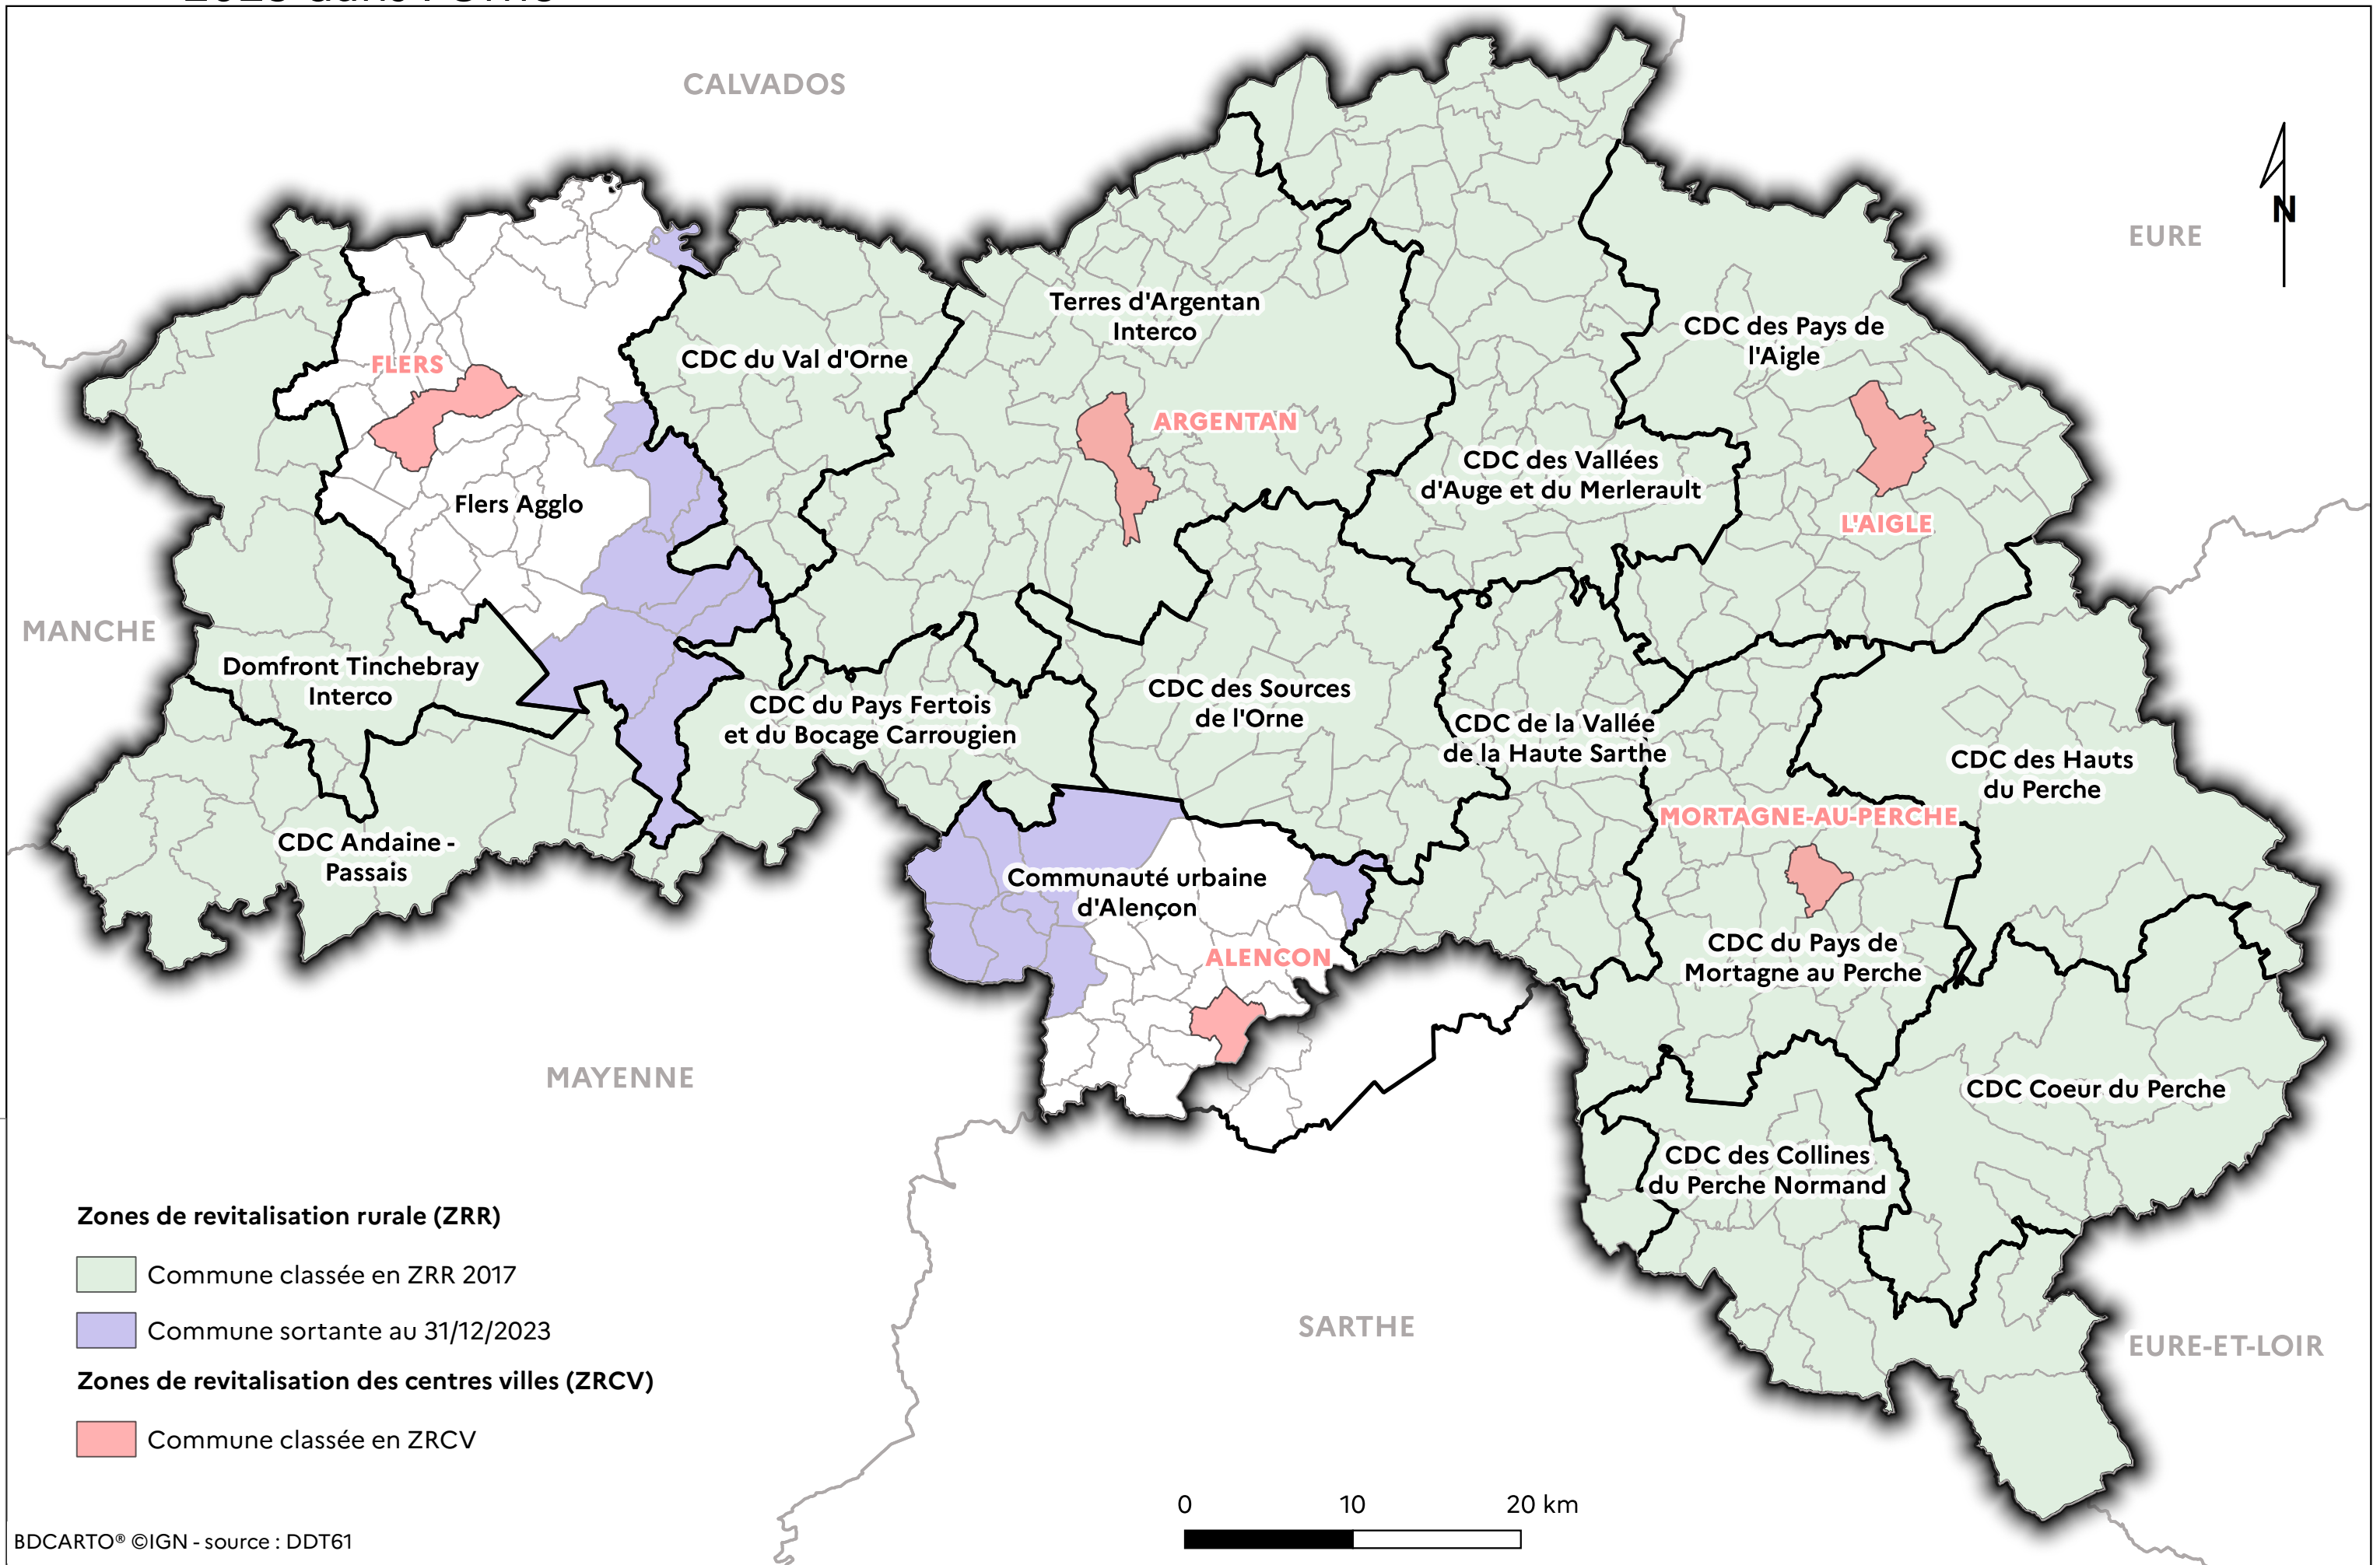 2023 dans l'Orne
CALVADOS
EURE
N
FLERS
Terres d'Argentan
Interco
CDC du Val d'Orne
CDC des Pays de
l'Aigle
ARGENTAN
CDC des Vallées
d'Auge et du Merlerault
Flers Agglo
L'AIGLE
MANCHE
Domfront Tinchebray
Interco
CDC du Pays Fertois
et du Bocage Carrougien
CDC des Sources
de l'Orne
CDC de la Vallée
de la Haute Sarthe
CDC des Hauts
du Perche
MORTAGNE-AU-PERCHE
CDC Andaine -
Passais
Communauté urbaine
d'Alençon
ALENCON
CDC du Pays de
Mortagne au Perche
MAYENNE
CDC Coeur du Perche
CDC des Collines
du Perche Normand
SARTHE
EURE-ET-LOIR
Zones de revitalisation rurale (ZRR)
Commune classée en ZRR 2017
Commune sortante au 31/12/2023
Zones de revitalisation des centres villes (ZRCV)
Commune classée en ZRCV
0 10 20 km
BDCARTO® ©IGN - source : DDT61